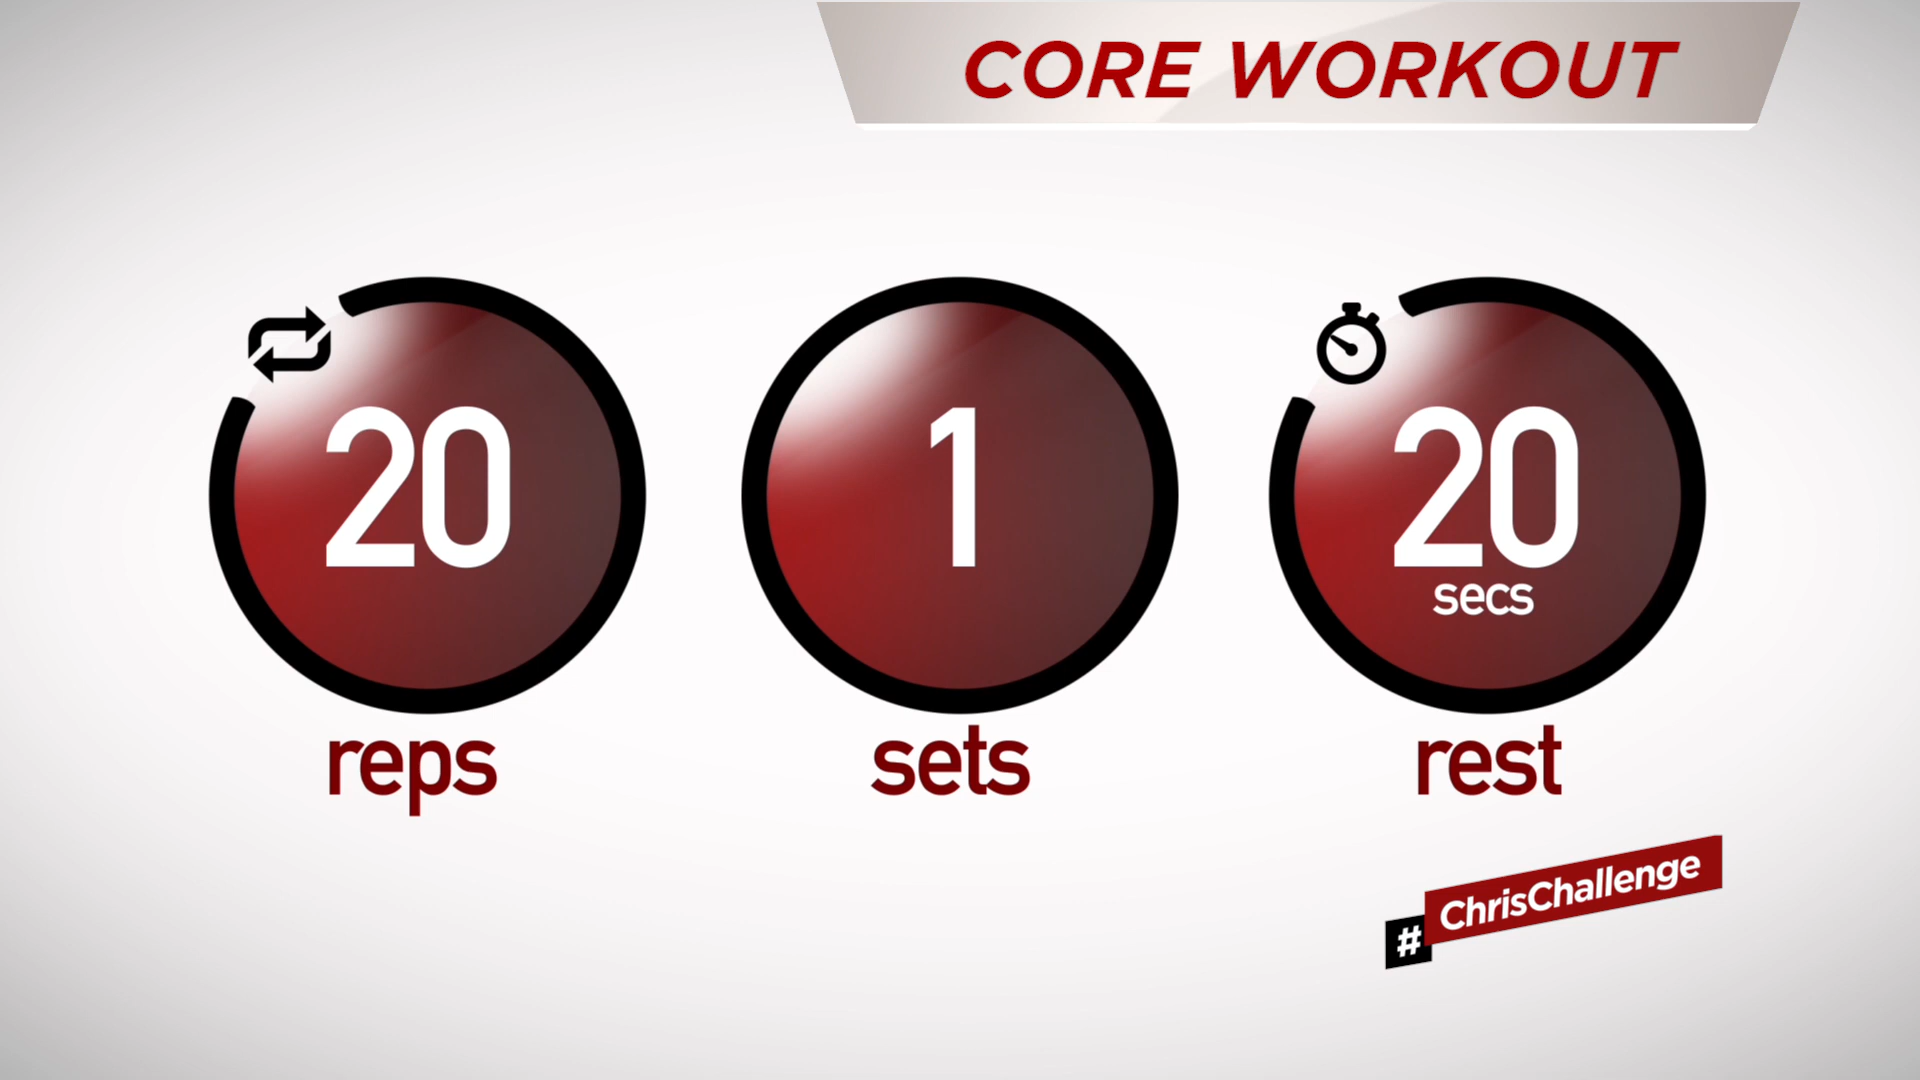 CORE WORKOUT
20
reps
1
sets
20
secs
rest
#ChrisChallenge